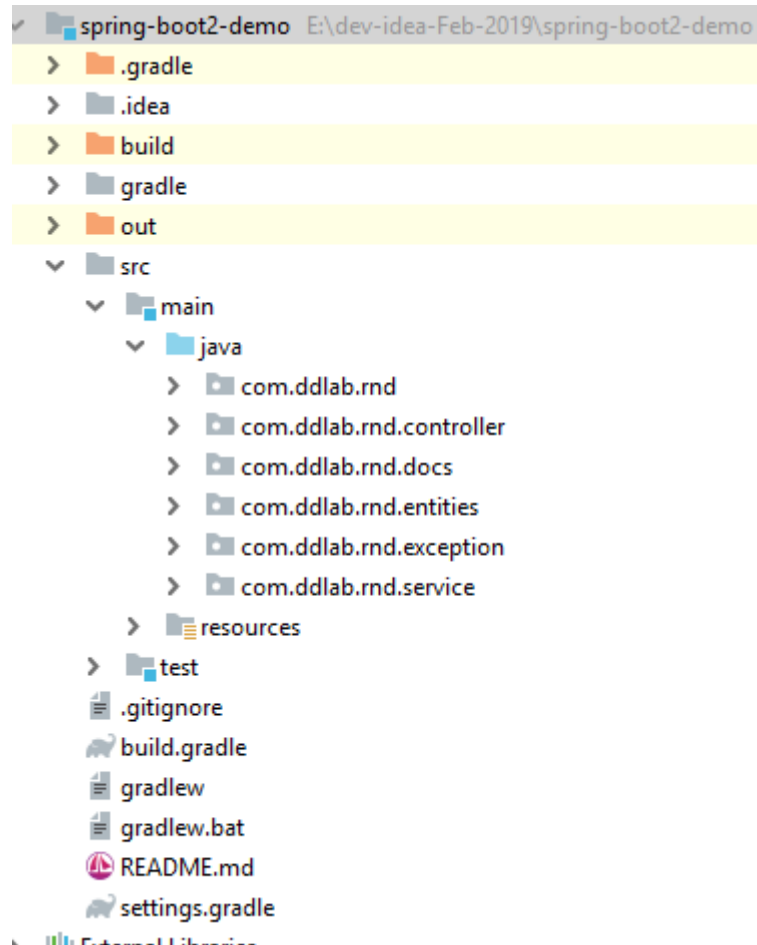 spring-boot2-demo E:\dev-idea-Feb-2019\spring-boot2-demo
.gradle
.idea
build
gradle
out
src
main
java
com.ddlab.rnd
com.ddlab.rnd.controller
com.ddlab.rnd.docs
com.ddlab.rnd.entities
com.ddlab.rnd.exception
com.ddlab.rnd.service
resources
test
.gitignore
build.gradle
gradlew
gradlew.bat
README.md
settings.gradle
External Libraries